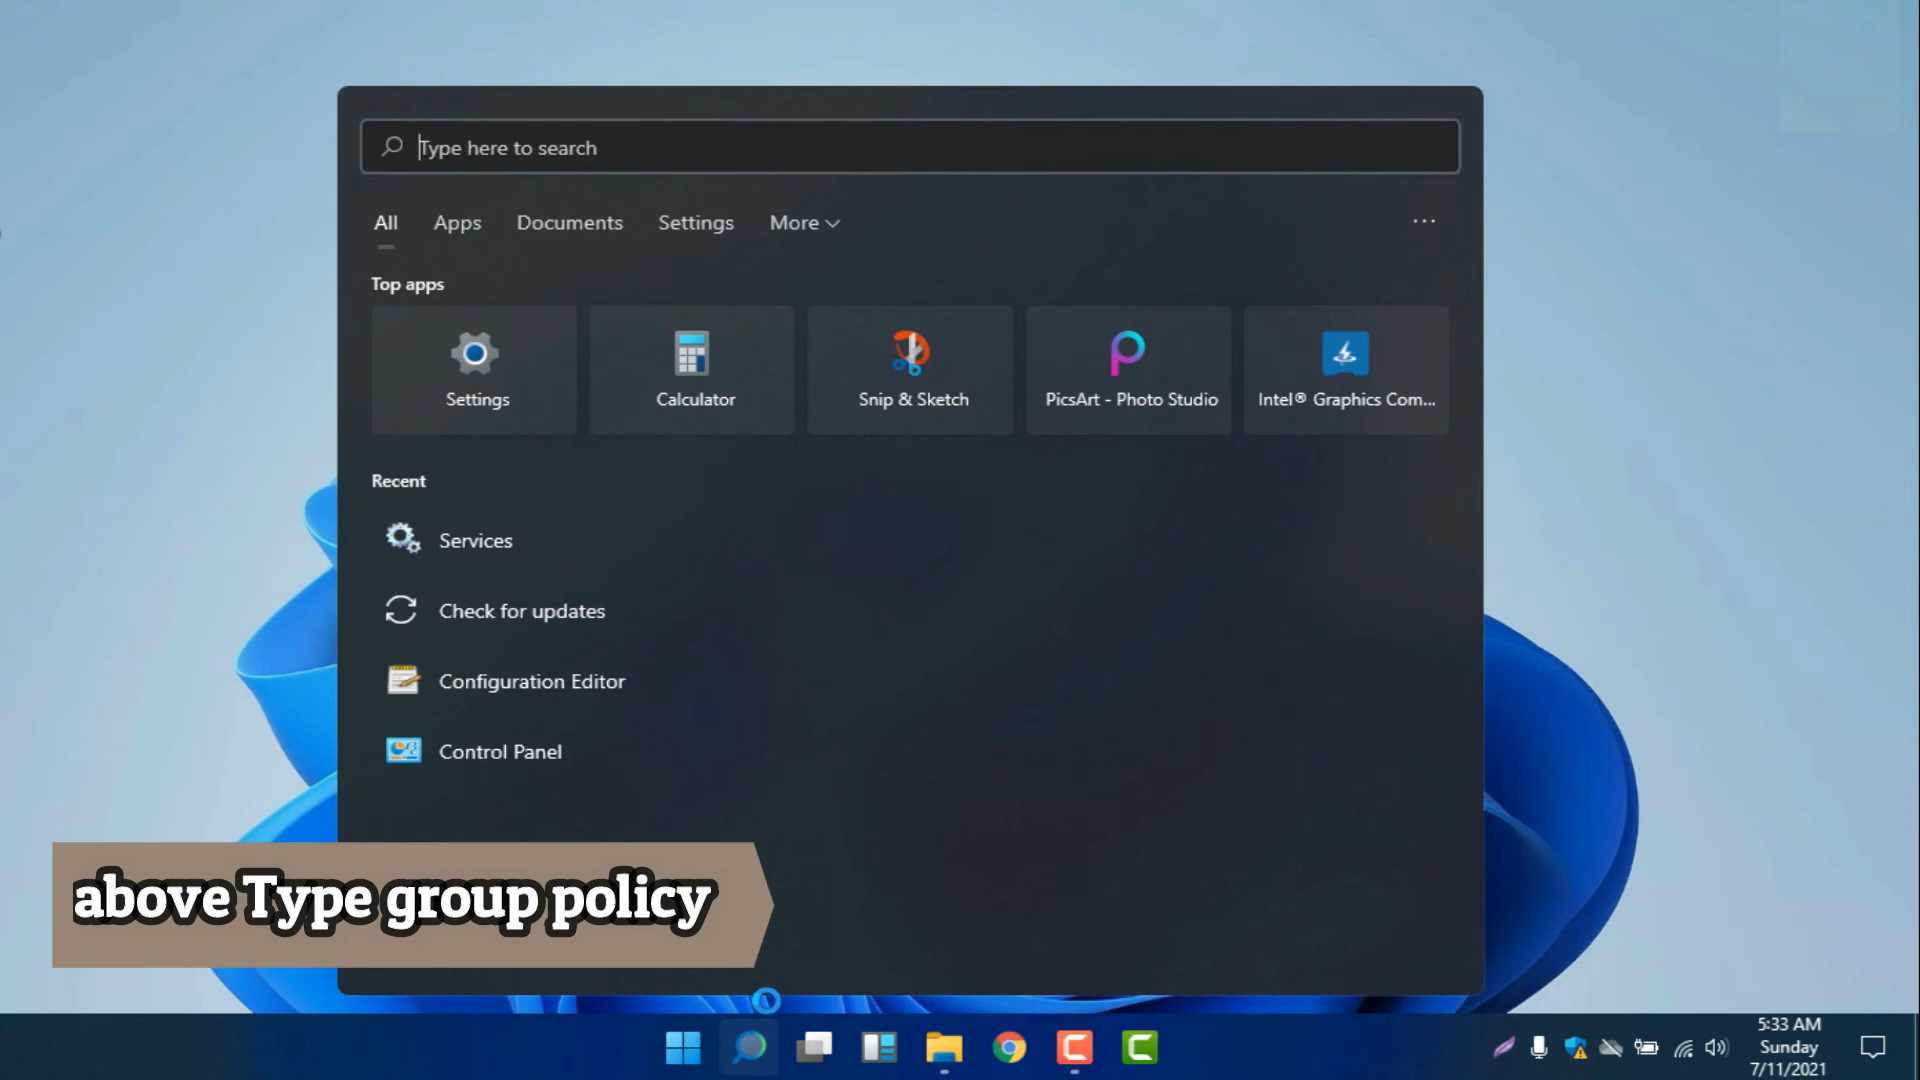 Type here to search
All Apps Documents Settings More
Top apps
Settings Calculator Snip & Sketch PicsArt - Photo Studio Intel® Graphics Com...
Recent
Services
Check for updates
Configuration Editor
Control Panel
above Type group policy
5:33 AM
Sunday
7/11/2021